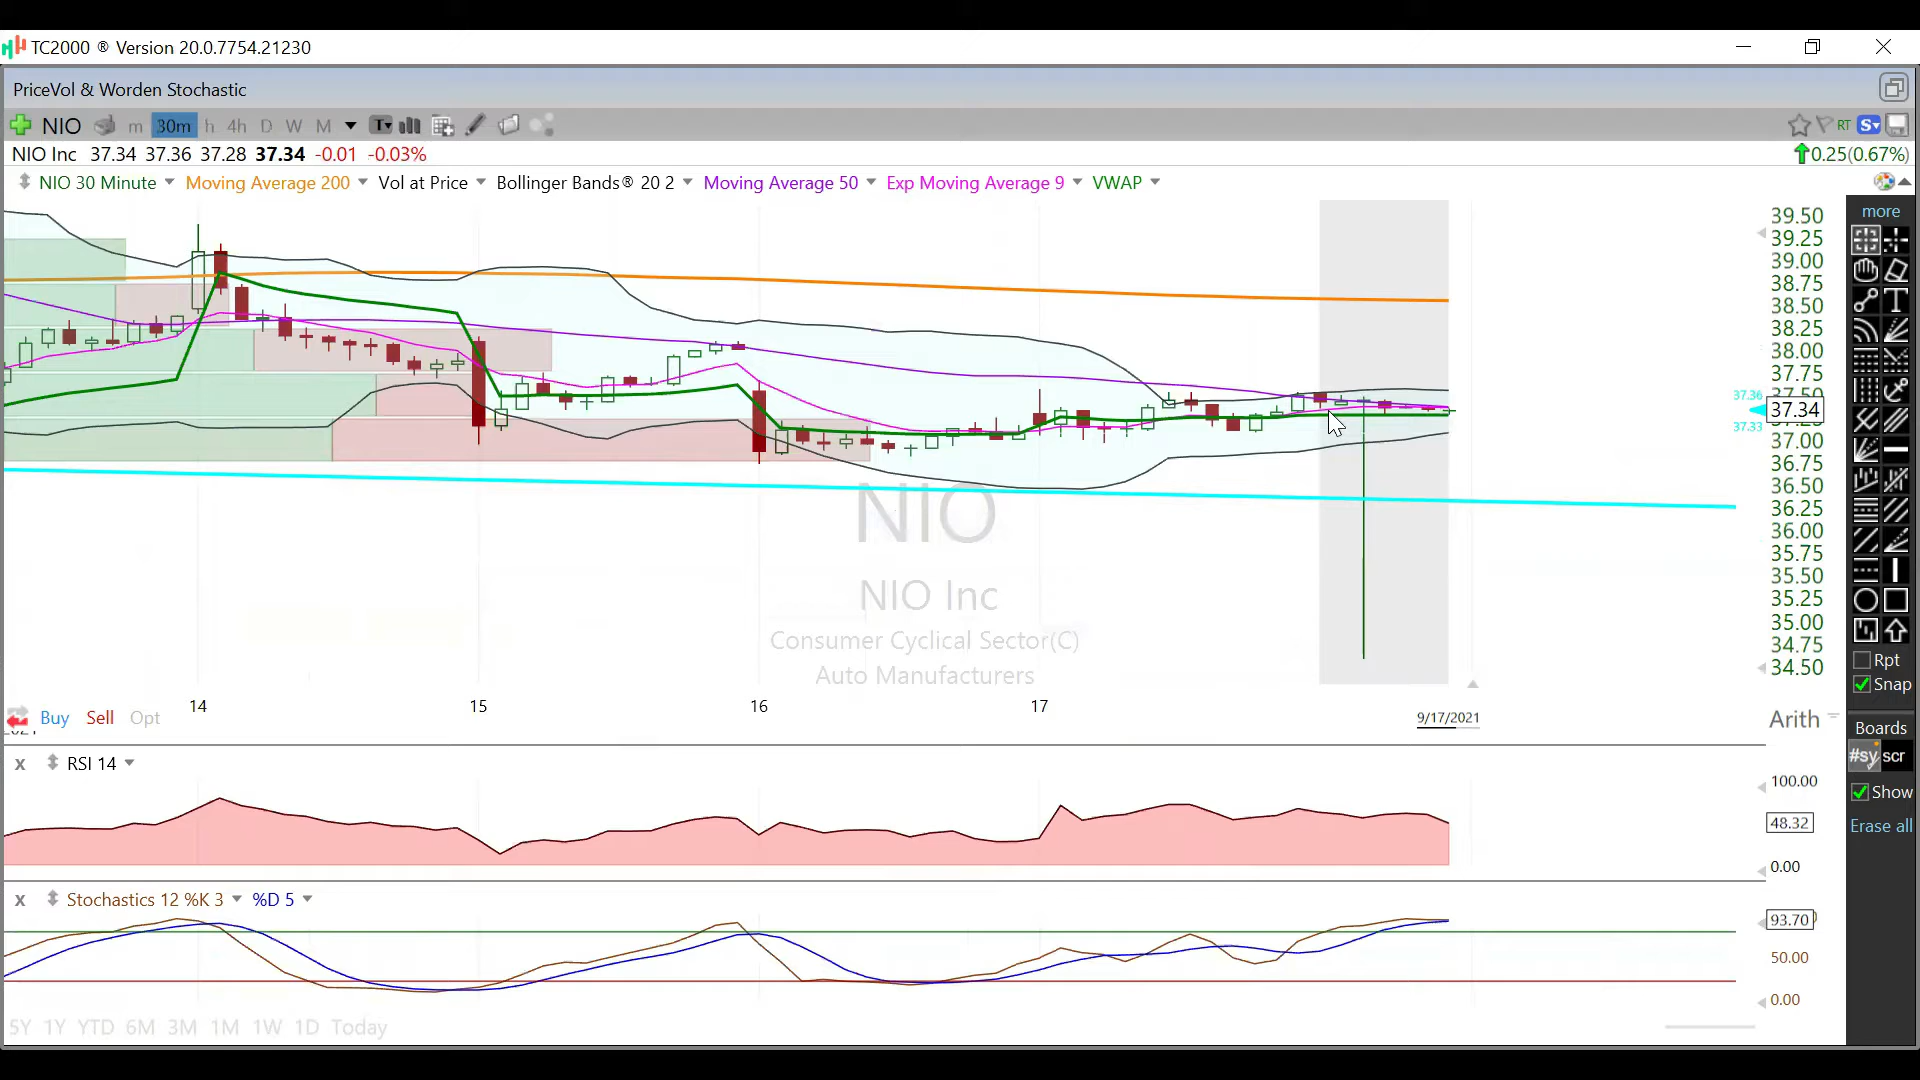 TC2000 ® Version 20.0.7754.21230
PriceVol & Worden Stochastic
NIO m 30m h 4h D W M T RT S
NIO Inc 37.34 37.36 37.28 37.34 -0.01 -0.03% 0.25(0.67%)
NIO 30 Minute Moving Average 200 Vol at Price Bollinger Bands® 20 2 Moving Average 50 Exp Moving Average 9 VWAP
more
39.50
39.25
39.00
38.75
38.50
38.25
38.00
37.75
37.36
37.34
37.33
37.00
36.75
36.50
36.25
36.00
35.75
35.50
35.25
35.00
34.75
34.50
NIO
NIO Inc
Consumer Cyclical Sector(C)
Auto Manufacturers
Rpt
Snap
14 15 16 17 9/17/2021
Buy Sell Opt
Arith
Boards
#sy scr
Show
Erase all
x RSI 14
100.00
48.32
0.00
x Stochastics 12 %K 3 %D 5
93.70
50.00
0.00
5Y 1Y YTD 6M 3M 1M 1W 1D Today